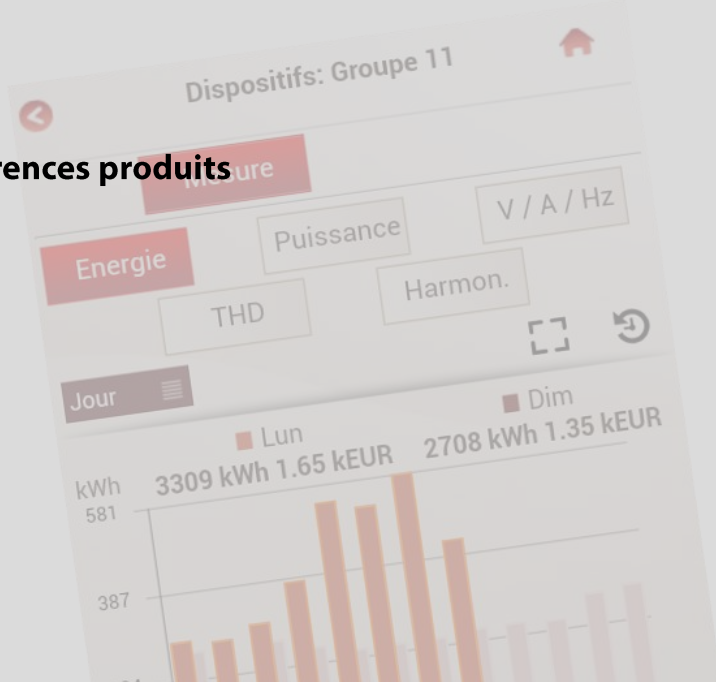 Dispositifs: Groupe 11
rences produits
Mesure
Energie
Puissance
V / A / Hz
THD
Harmon.
Jour
Lun
Dim
3309 kWh 1.65 kEUR
2708 kWh 1.35 kEUR
kWh
581
387